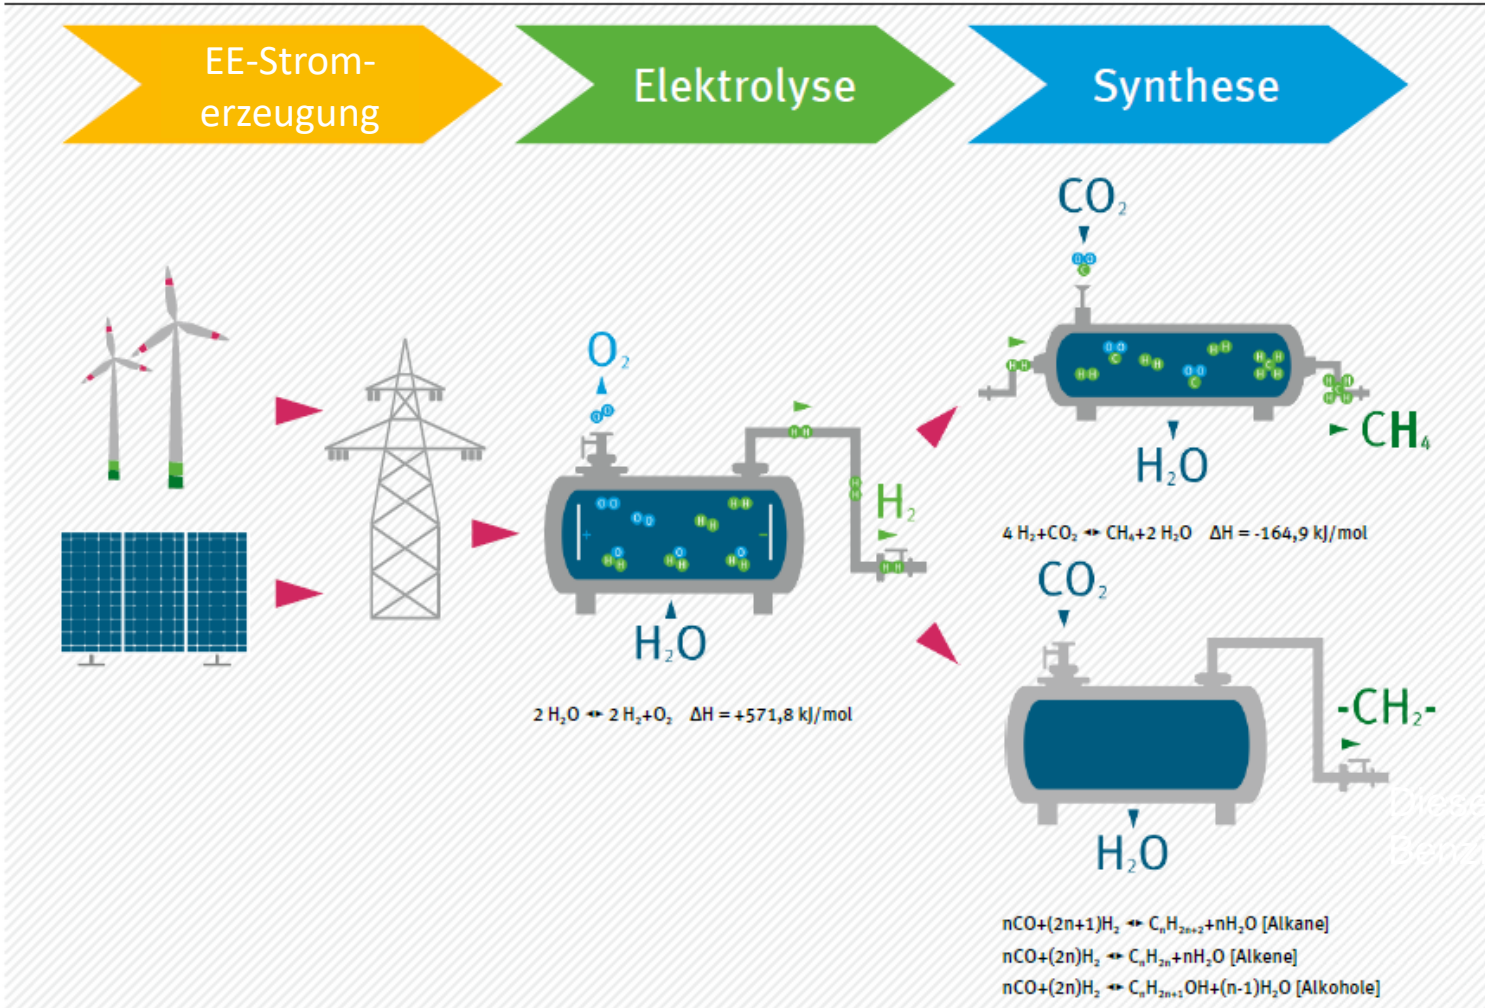 EE-Strom-
erzeugung
Elektrolyse
Synthese
CO₂
O₂
H₂
H₂O
CH₄
4 H₂+CO₂ ◂▸ CH₄+2 H₂O ΔH = -164,9 kJ/mol
CO₂
H₂O
2 H₂O ◂▸ 2 H₂+O₂ ΔH = +571,8 kJ/mol
-CH₂-
H₂O
nCO+(2n+1)H₂ ◂▸ CₙH₂ₙ₊₂+nH₂O [Alkane]
nCO+(2n)H₂ ◂▸ CₙH₂ₙ+nH₂O [Alkene]
nCO+(2n)H₂ ◂▸ CₙH₂ₙ₊₁OH+(n-1)H₂O [Alkohole]